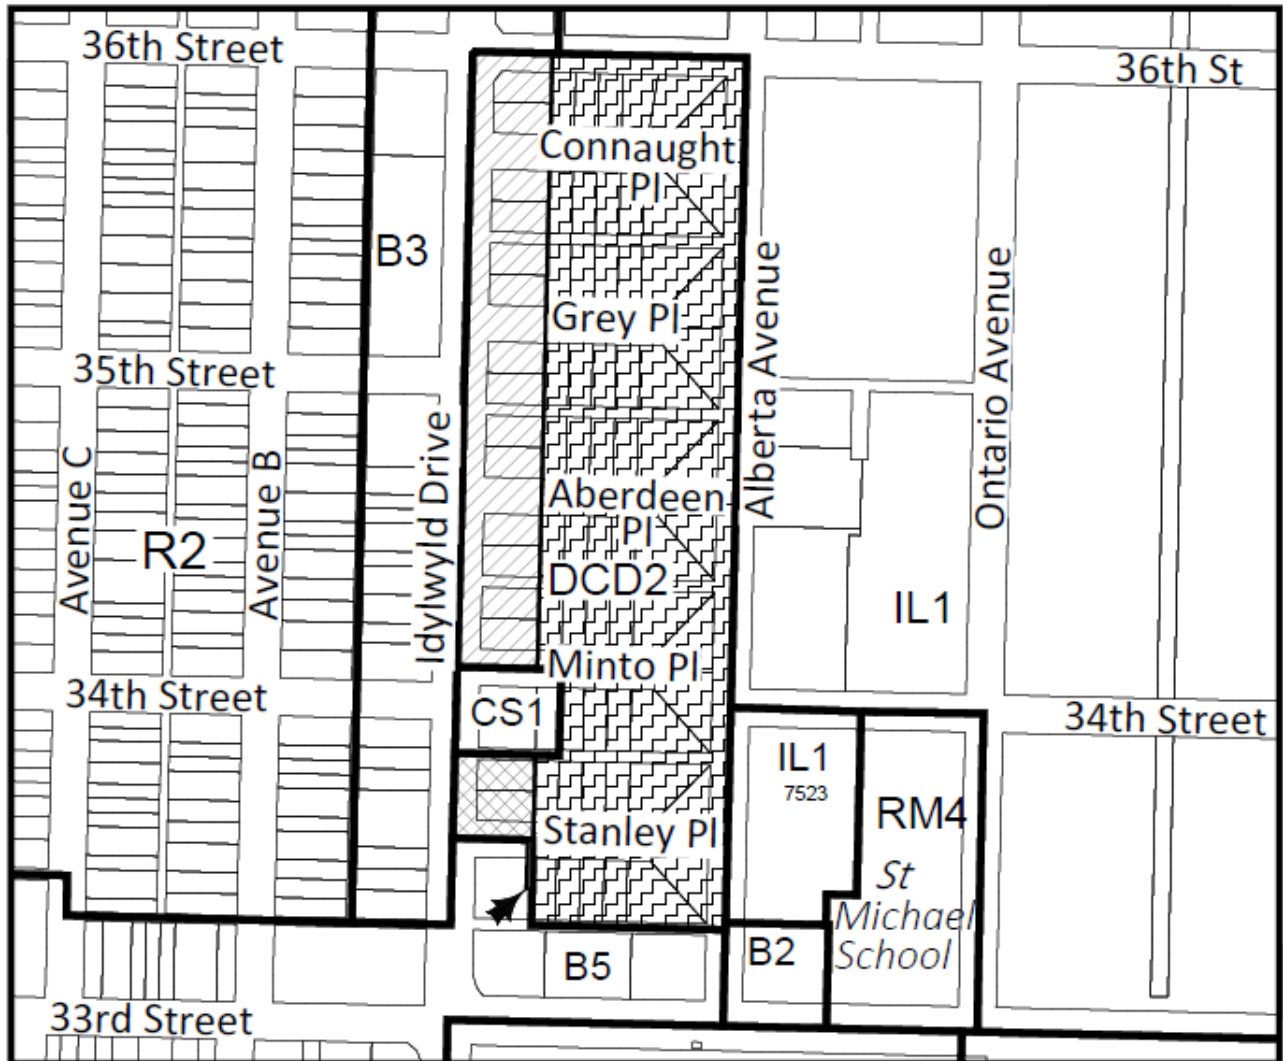 36th Street
36th St
Connaught
Pl
B3
Grey Pl
35th Street
Alberta Avenue
Ontario Avenue
Idylwyld Drive
Avenue C
Avenue B
Aberdeen
Pl
R2
DCD2
IL1
Minto Pl
34th Street
CS1
34th Street
IL1
7523
RM4
Stanley Pl
St
Michael
School
B2
B5
33rd Street